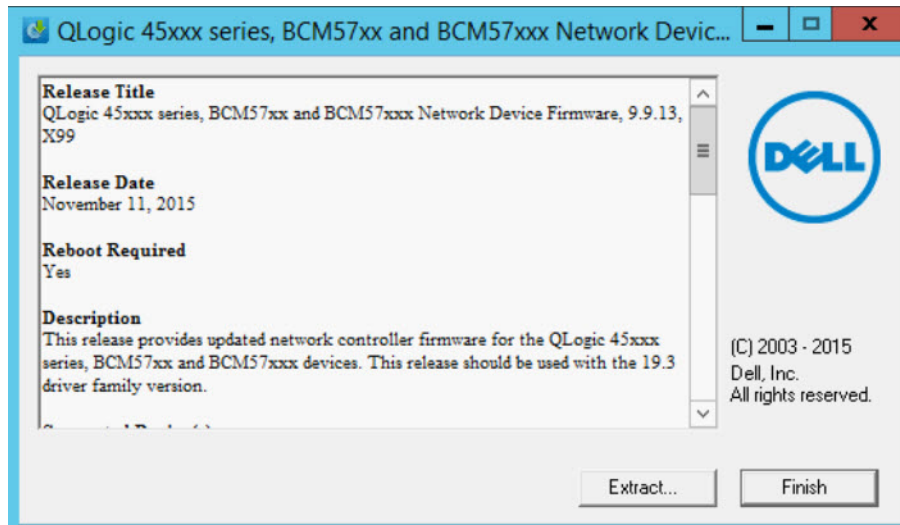 QLogic 45xxx series, BCM57xx and BCM57xxx Network Devic...
Release Title
QLogic 45xxx series, BCM57xx and BCM57xxx Network Device Firmware, 9.9.13,
X99
Release Date
November 11, 2015
Reboot Required
Yes
Description
This release provides updated network controller firmware for the QLogic 45xxx
series, BCM57xx and BCM57xxx devices. This release should be used with the 19.3
driver family version.
DELL
(C) 2003 - 2015
Dell, Inc.
All rights reserved.
Extract...
Finish